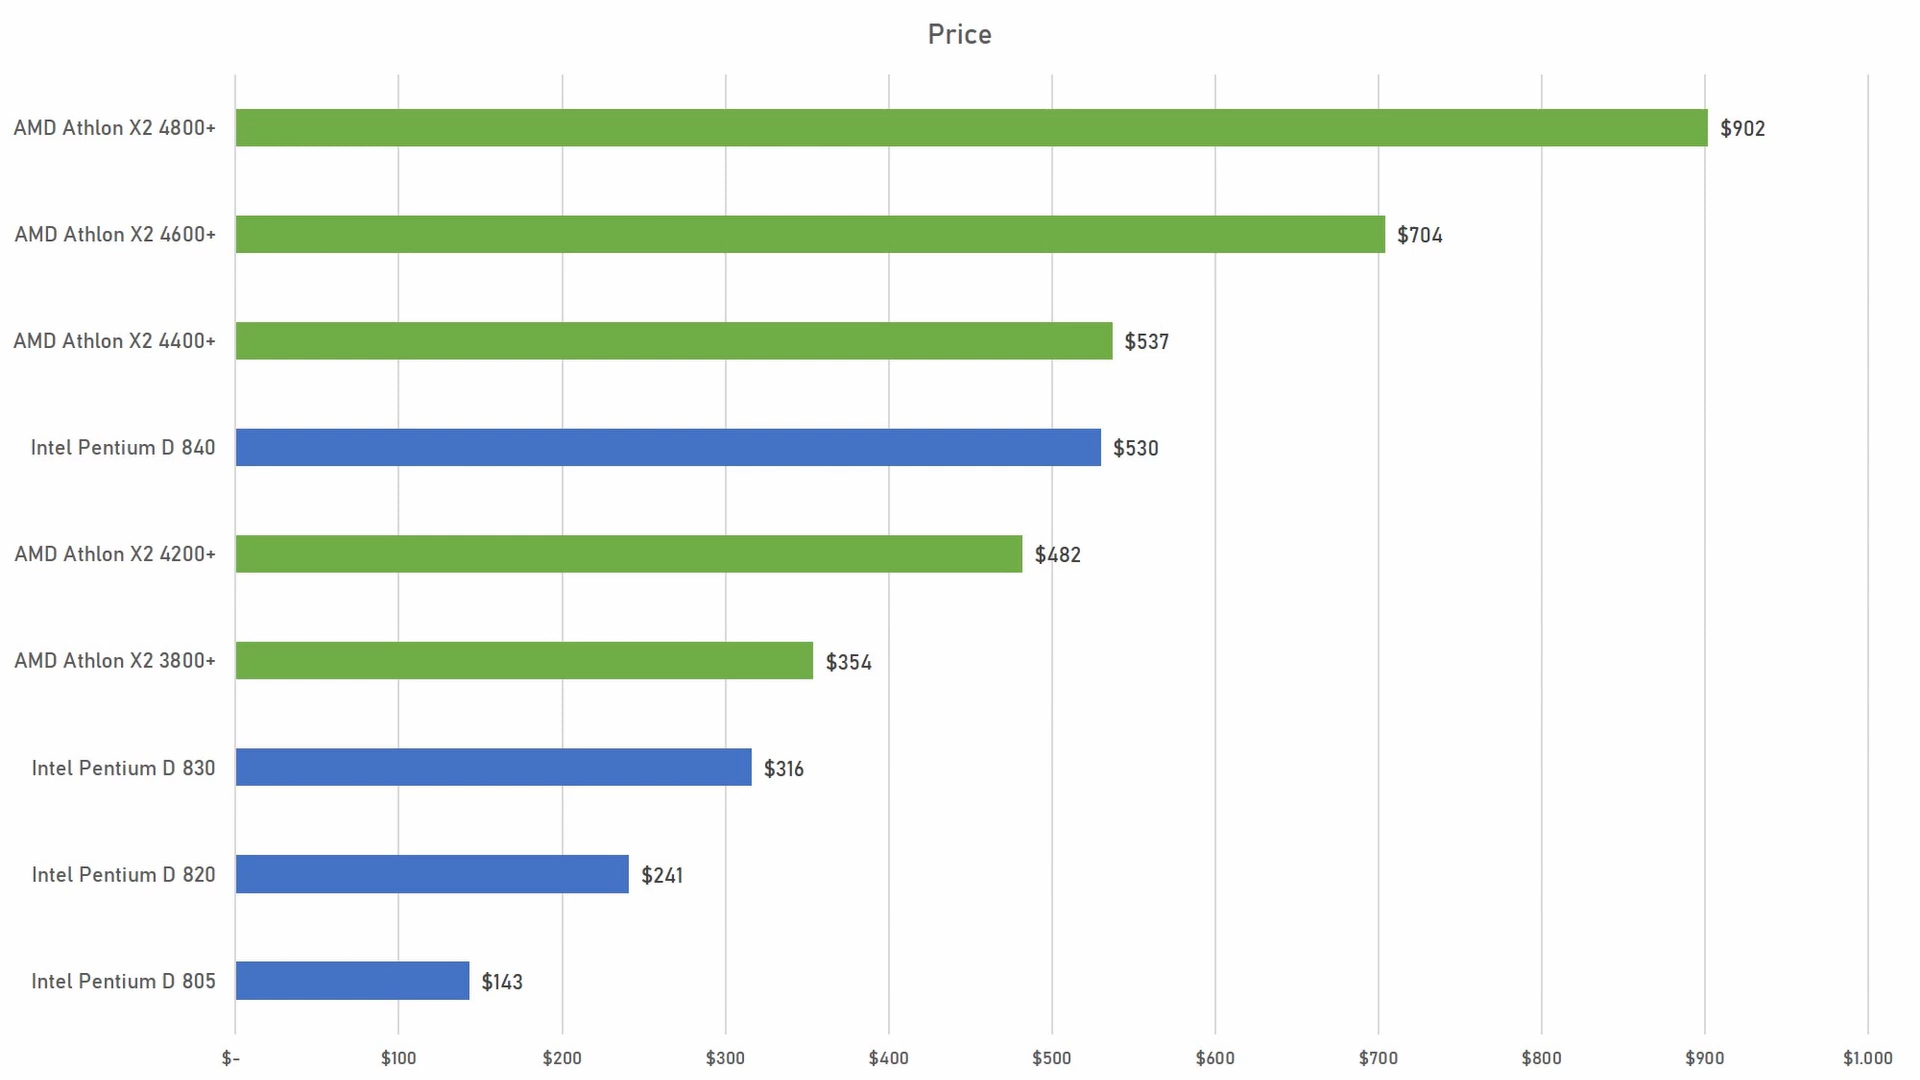 Price
AMD Athlon X2 4800+ $902
AMD Athlon X2 4600+ $704
AMD Athlon X2 4400+ $537
Intel Pentium D 840 $530
AMD Athlon X2 4200+ $482
AMD Athlon X2 3800+ $354
Intel Pentium D 830 $316
Intel Pentium D 820 $241
Intel Pentium D 805 $143
$- $100 $200 $300 $400 $500 $600 $700 $800 $900 $1.000